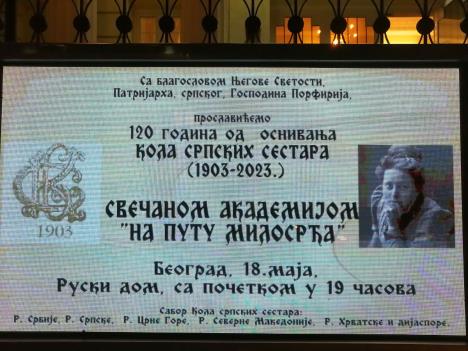 Са благословом Његове Светости,
Патријарха, српског, Господина Порфирија,
прославићемо
120 година од оснивања
Кола српских сестара
(1903-2023.)
СВЕЧАНОМ АКАДЕМИЈОМ
"НА ПУТУ МИЛОСРЂА"
1903
Београд, 18.маја,
Руски дом, са почетком у 19 часова
Сабор Кола српских сестара:
Р. Србије, Р. Српске, Р. Црне Горе, Р. Северне Македоније, Р. Хрватске и дијаспоре.